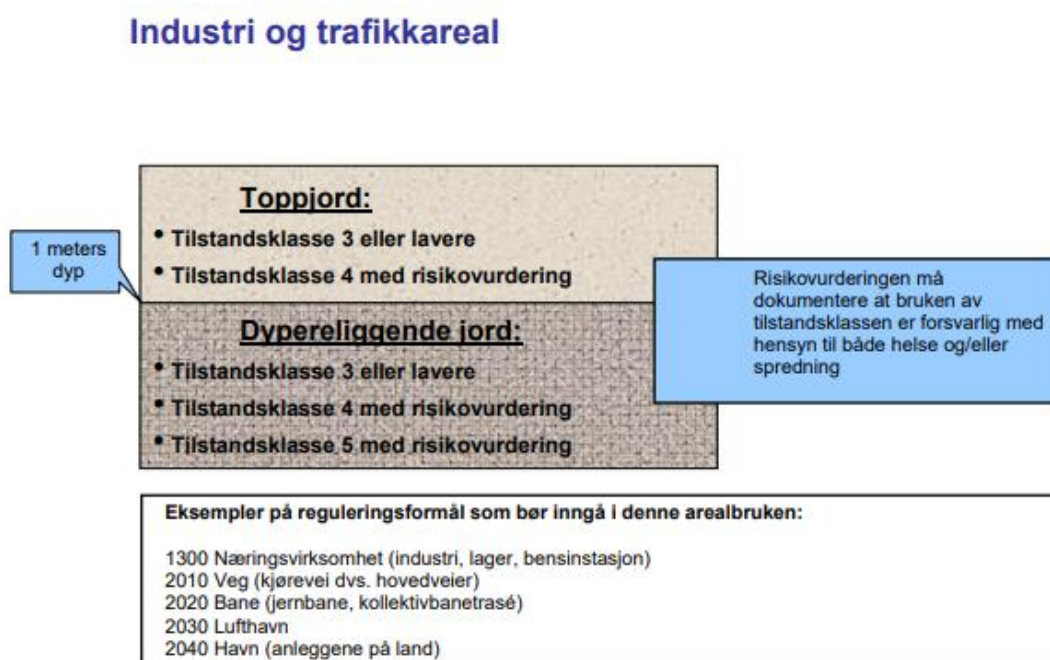 Industri og trafikkareal
Toppjord:
• Tilstandsklasse 3 eller lavere
• Tilstandsklasse 4 med risikovurdering
1 meters
dyp
Dypereliggende jord:
• Tilstandsklasse 3 eller lavere
• Tilstandsklasse 4 med risikovurdering
• Tilstandsklasse 5 med risikovurdering
Risikovurderingen må
dokumentere at bruken av
tilstandsklassen er forsvarlig med
hensyn til både helse og/eller
spredning
Eksempler på reguleringsformål som bør inngå i denne arealbruken:
1300 Næringsvirksomhet (industri, lager, bensinstasjon)
2010 Veg (kjørevei dvs. hovedveier)
2020 Bane (jernbane, kollektivbanetrasé)
2030 Lufthavn
2040 Havn (anleggene på land)